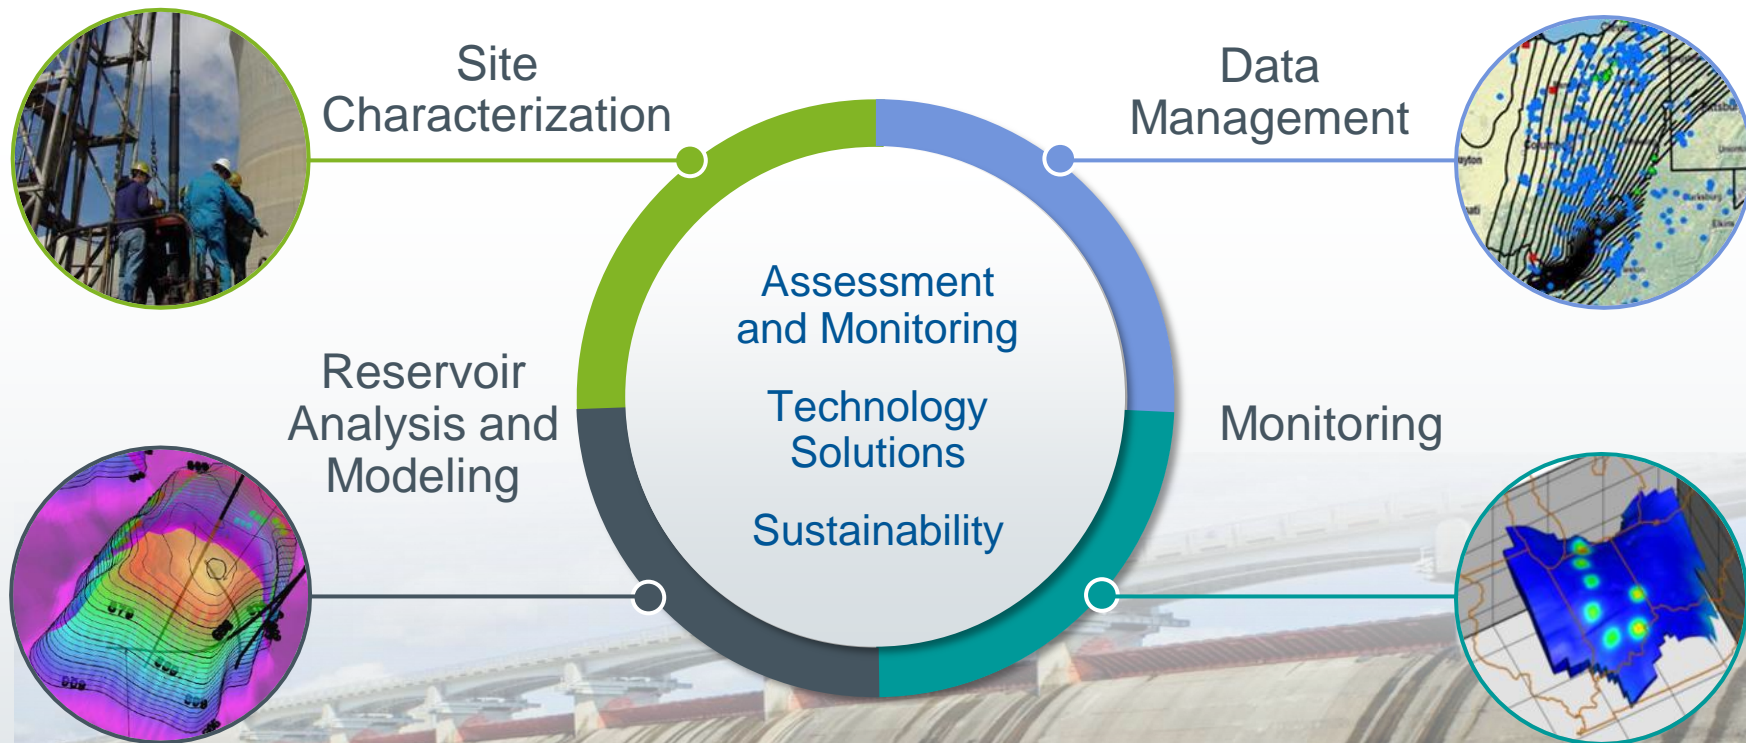 Site
Characterization
Data
Management
Assessment
and Monitoring
Technology
Solutions
Sustainability
Reservoir
Analysis and
Modeling
Monitoring